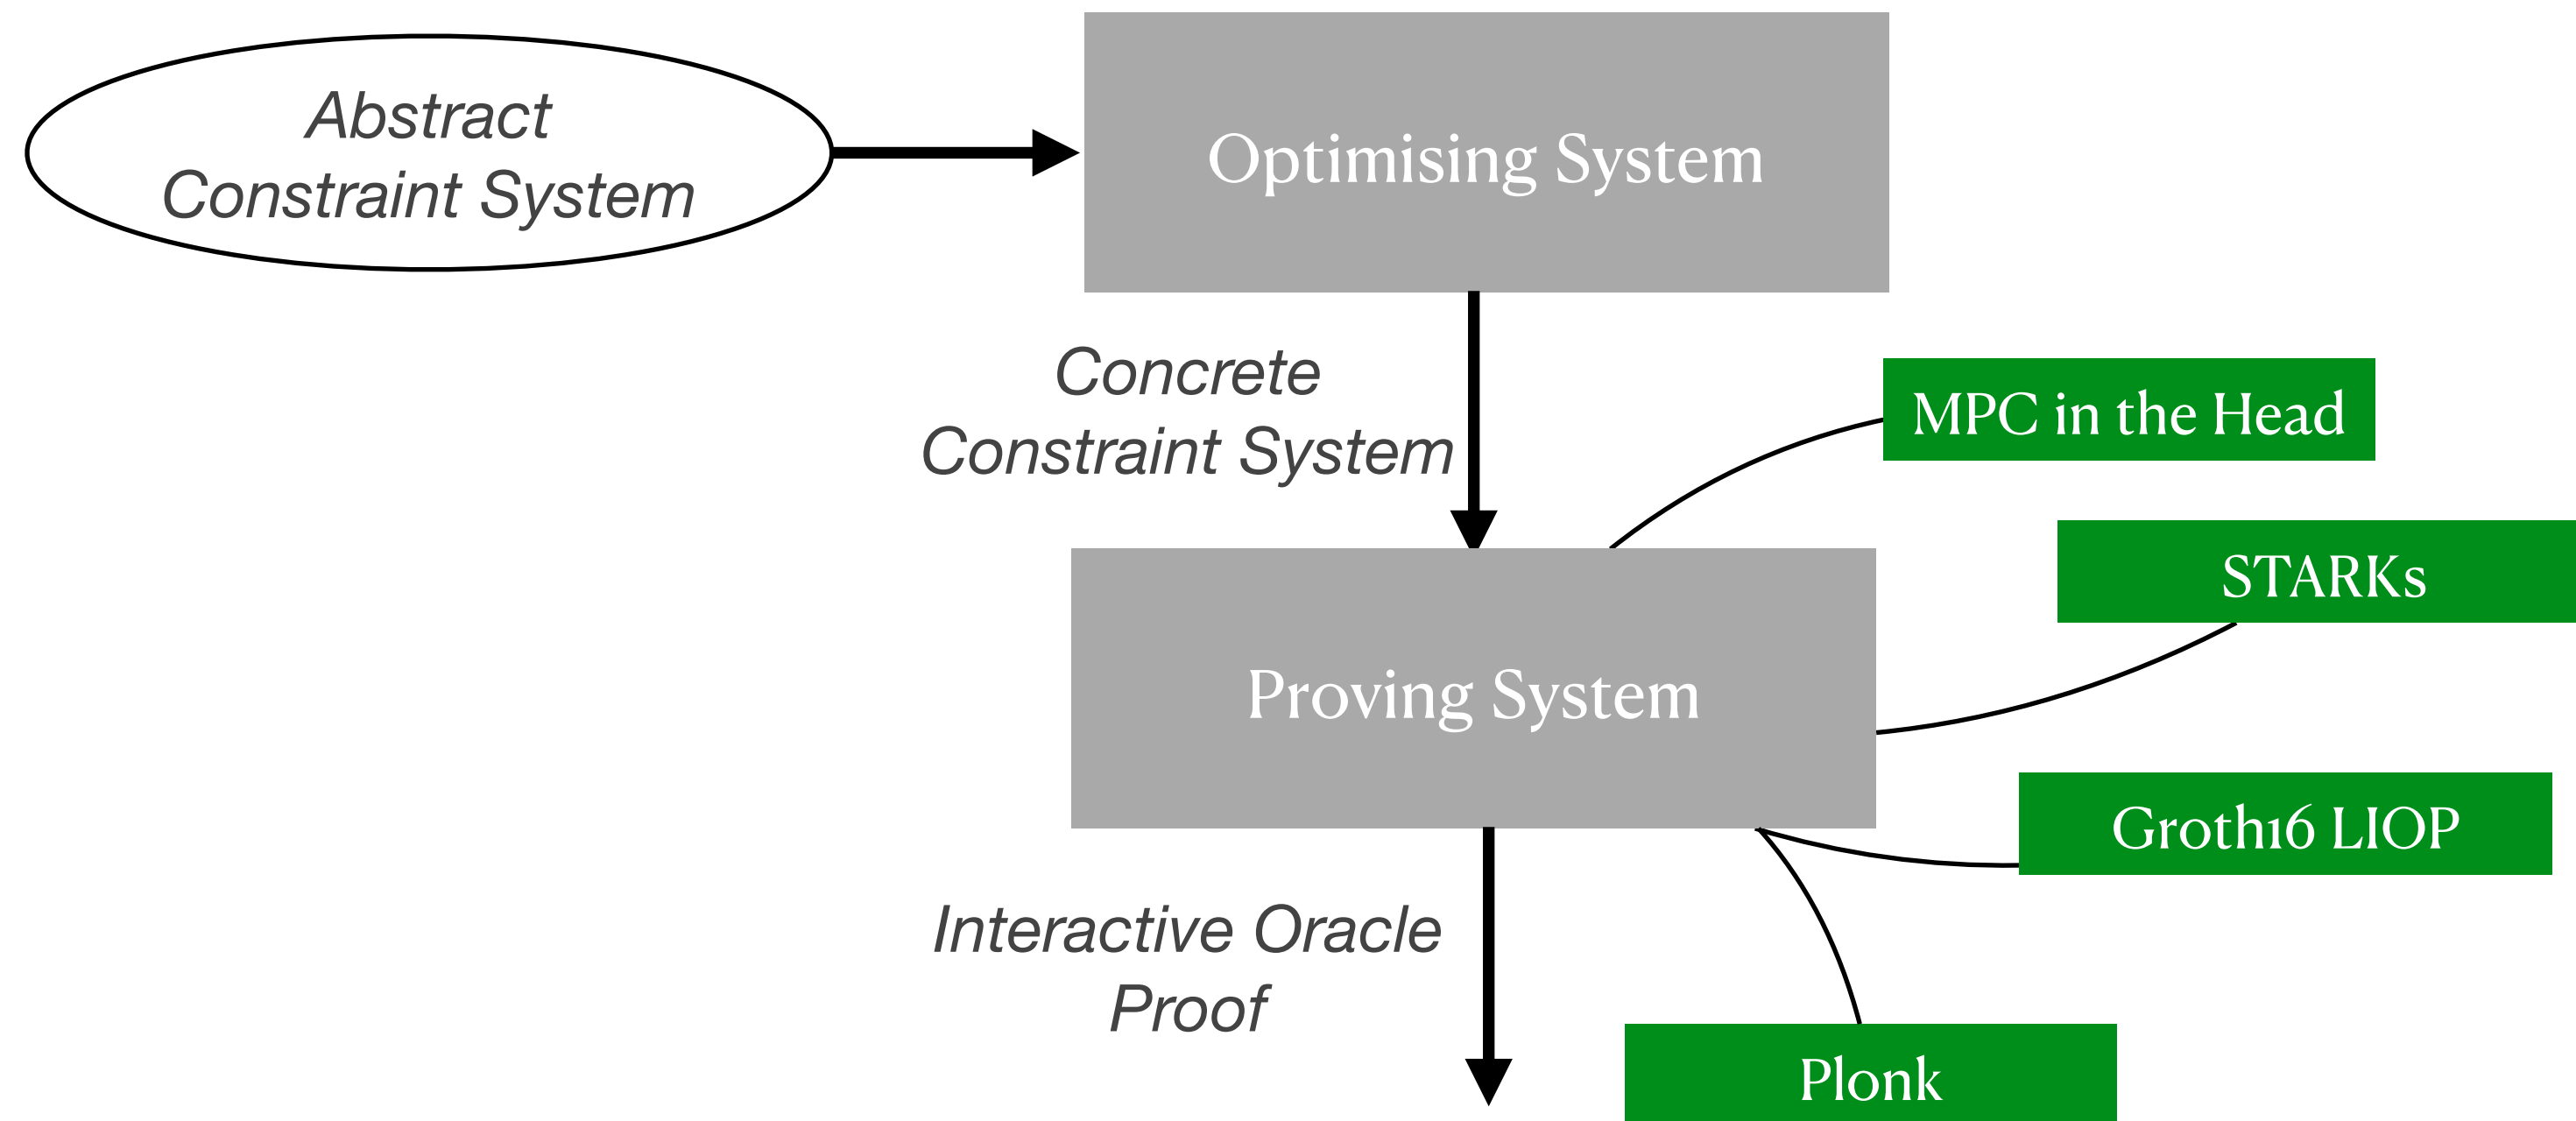 Abstract
Constraint System
Optimising System
Concrete
Constraint System
MPC in the Head
STARKs
Proving System
Groth16 LIOP
Interactive Oracle
Proof
Plonk